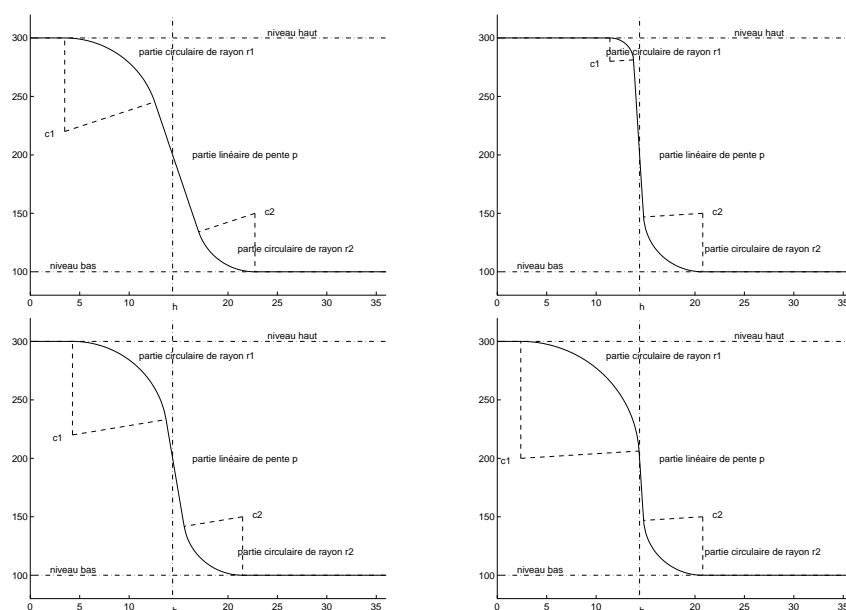 niveau haut
300
partie circulaire de rayon r1
250
c1
200
partie linéaire de pente p
150
c2
partie circulaire de rayon r2
niveau bas
100
0 5 10 15 20 25 30 35
h
niveau haut
300
partie circulaire de rayon r1
c1
250
200
partie linéaire de pente p
150
c2
partie circulaire de rayon r2
niveau bas
100
0 5 10 15 20 25 30 35
h
niveau haut
300
partie circulaire de rayon r1
250
c1
200
partie linéaire de pente p
150
c2
partie circulaire de rayon r2
niveau bas
100
0 5 10 15 20 25 30 35
niveau haut
300
partie circulaire de rayon r1
250
c1
200
partie linéaire de pente p
150
c2
partie circulaire de rayon r2
niveau bas
100
0 5 10 15 20 25 30 35